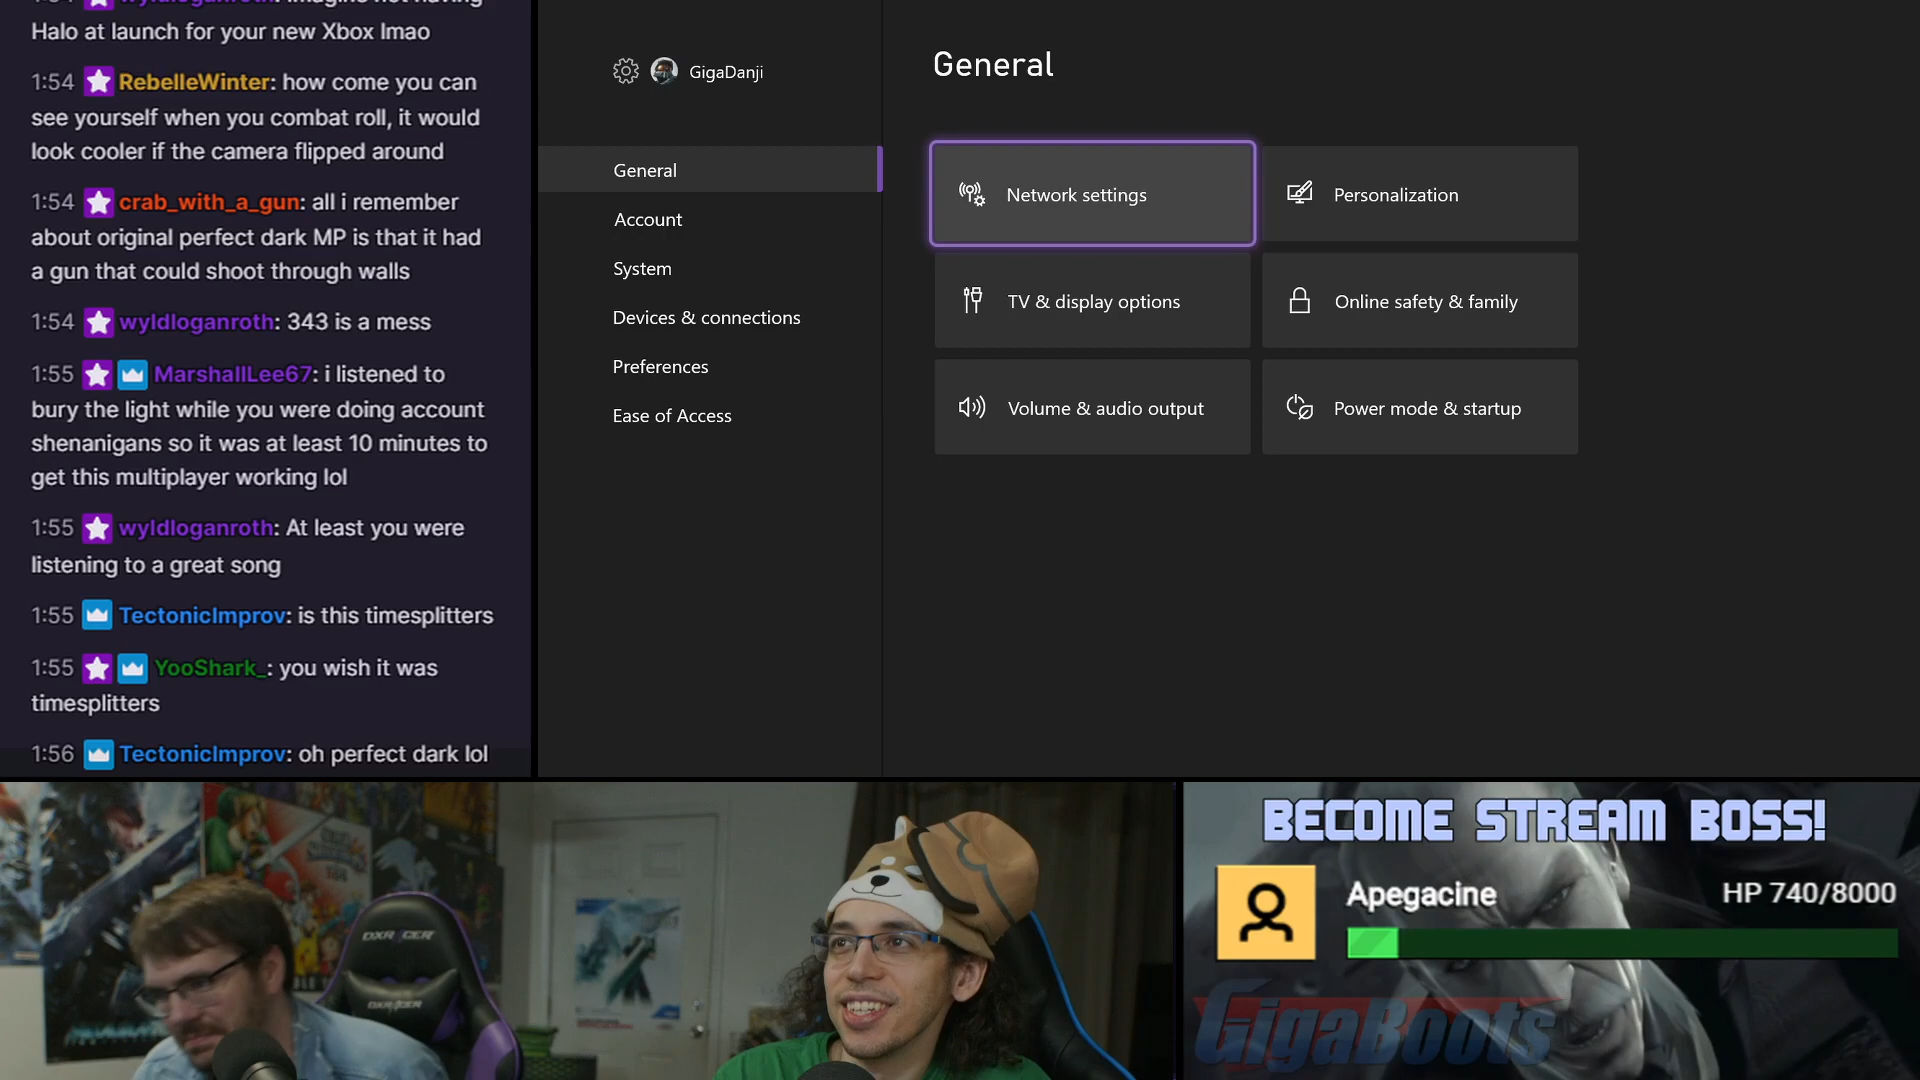 Halo at launch for your new Xbox lmao
1:54 RebelleWinter: how come you can
see yourself when you combat roll, it would
look cooler if the camera flipped around
1:54 crab_with_a_gun: all i remember
about original perfect dark MP is that it had
a gun that could shoot through walls
1:54 wyldloganroth: 343 is a mess
1:55 MarshallLee67: i listened to
bury the light while you were doing account
shenanigans so it was at least 10 minutes to
get this multiplayer working lol
1:55 wyldloganroth: At least you were
listening to a great song
1:55 TectonicImprov: is this timesplitters
1:55 YooShark_: you wish it was
timesplitters
1:56 TectonicImprov: oh perfect dark lol
GigaDanji
General
Account
System
Devices & connections
Preferences
Ease of Access
General
Network settings
Personalization
TV & display options
Online safety & family
Volume & audio output
Power mode & startup
DXRACER
DXRACER
BECOME STREAM BOSS!
Apegacine
HP 740/8000
GigaBoots